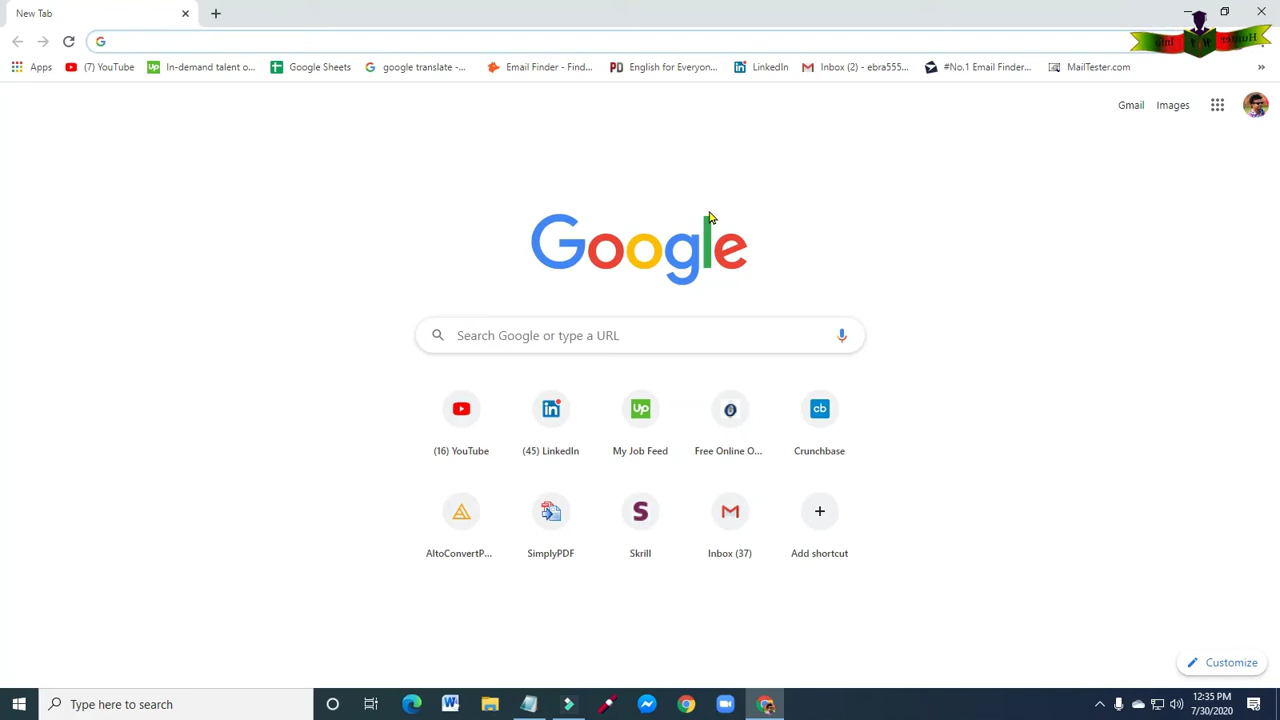 New Tab
Apps
(7) YouTube
In-demand talent o...
Google Sheets
google translate -...
Email Finder - Find...
English for Everyon...
LinkedIn
Inbox (2) - ebra555...
#No.1 Email Finder...
MailTester.com
»
Gmail
Images
Google
Search Google or type a URL
(16) YouTube
(45) LinkedIn
My Job Feed
Free Online O...
Crunchbase
AltoConvertP...
SimplyPDF
Skrill
Inbox (37)
Add shortcut
Customize
Type here to search
12:35 PM
7/30/2020